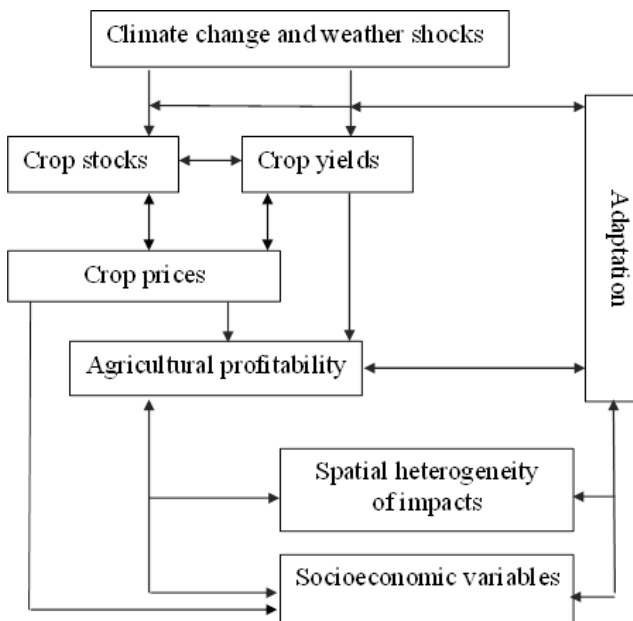 Climate change and weather shocks
Crop stocks
Crop yields
Crop prices
Adaptation
Agricultural profitability
Spatial heterogeneity
of impacts
Socioeconomic variables